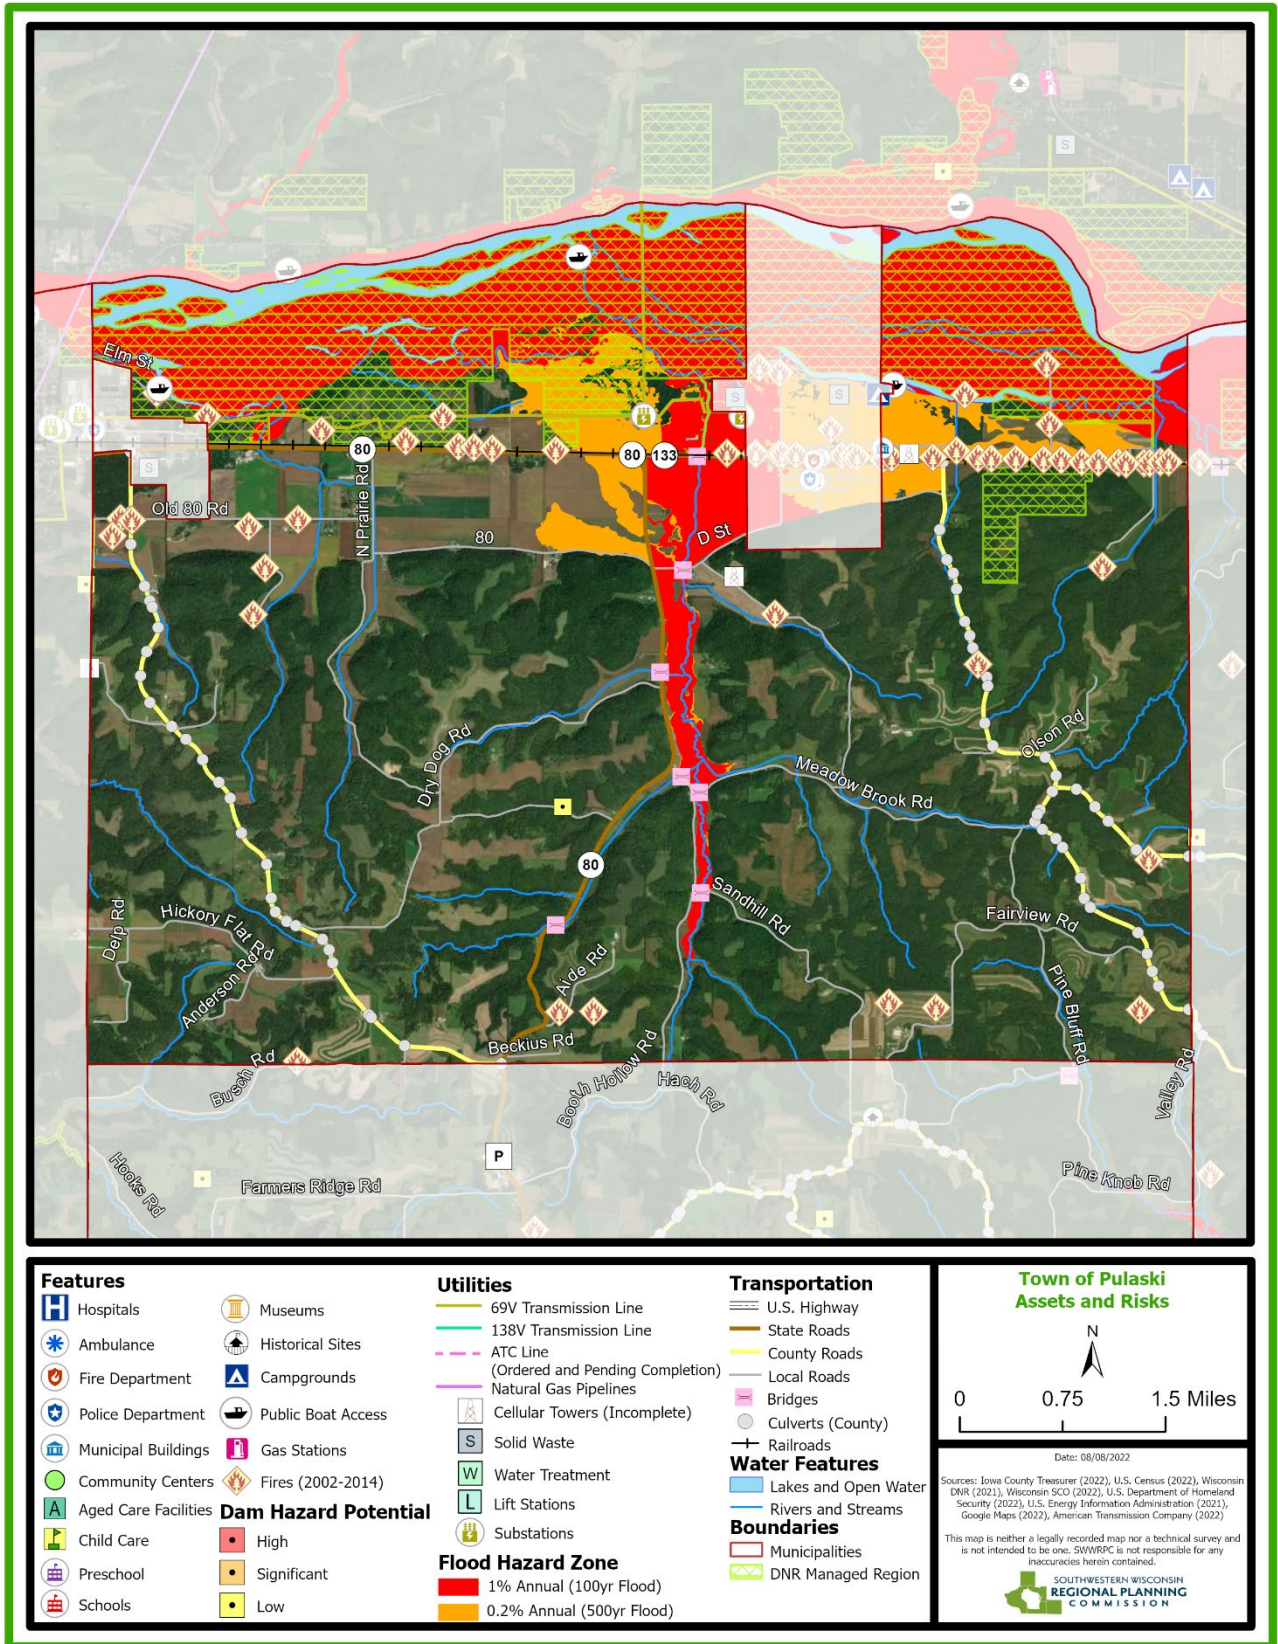 S
Elm St
80
80
133
S
S
S
Old 80 Rd
N Prairie Rd
80
D St
Dry Dog Rd
Olson Rd
Meadow Brook Rd
80
Sandhill Rd
Fairview Rd
Delp Rd
Hickory Flat Rd
Anderson Rd
Aide Rd
Pine Bluff Rd
Beckius Rd
Busch Rd
Booth Hollow Rd
Hach Rd
Valley Rd
P
Hooks Rd
Farmers Ridge Rd
Pine Knob Rd
Features
H Hospitals
Ambulance
Fire Department
Police Department
Municipal Buildings
Community Centers
A Aged Care Facilities
Child Care
Preschool
Schools
Museums
Historical Sites
Campgrounds
Public Boat Access
Gas Stations
Fires (2002-2014)
Dam Hazard Potential
High
Significant
Low
Utilities
69V Transmission Line
138V Transmission Line
ATC Line
(Ordered and Pending Completion)
Natural Gas Pipelines
Cellular Towers (Incomplete)
S Solid Waste
W Water Treatment
L Lift Stations
Substations
Flood Hazard Zone
1% Annual (100yr Flood)
0.2% Annual (500yr Flood)
Transportation
U.S. Highway
State Roads
County Roads
Local Roads
Bridges
Culverts (County)
Railroads
Water Features
Lakes and Open Water
Rivers and Streams
Boundaries
Municipalities
DNR Managed Region
Town of Pulaski
Assets and Risks
N
0 0.75 1.5 Miles
Date: 08/08/2022
Sources: Iowa County Treasurer (2022), U.S. Census (2022), Wisconsin
DNR (2021), Wisconsin SCO (2022), U.S. Department of Homeland
Security (2022), U.S. Energy Information Administration (2021),
Google Maps (2022), American Transmission Company (2022)
This map is neither a legally recorded map nor a technical survey and
is not intended to be one. SWWRPC is not responsible for any
inaccuracies herein contained.
SOUTHWESTERN WISCONSIN
REGIONAL PLANNING
COMMISSION